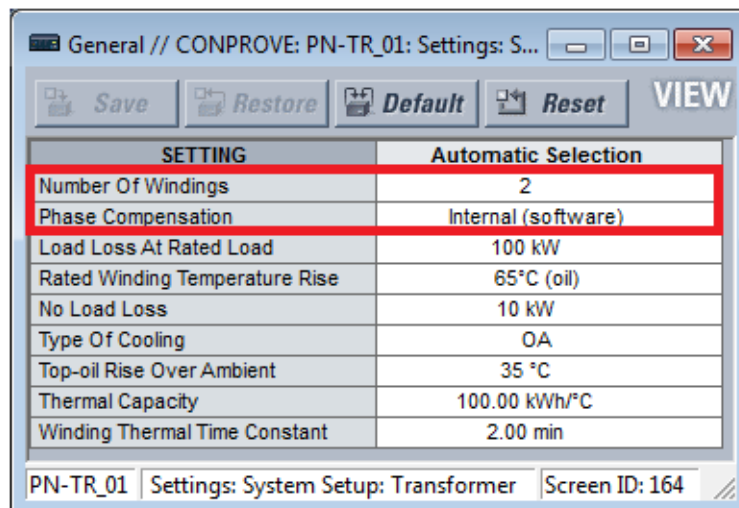 General // CONPROVE: PN-TR_01: Settings: S...
Save Restore Default Reset VIEW
SETTING Automatic Selection
Number Of Windings 2
Phase Compensation Internal (software)
Load Loss At Rated Load 100 kW
Rated Winding Temperature Rise 65°C (oil)
No Load Loss 10 kW
Type Of Cooling OA
Top-oil Rise Over Ambient 35 °C
Thermal Capacity 100.00 kWh/°C
Winding Thermal Time Constant 2.00 min
PN-TR_01 Settings: System Setup: Transformer Screen ID: 164